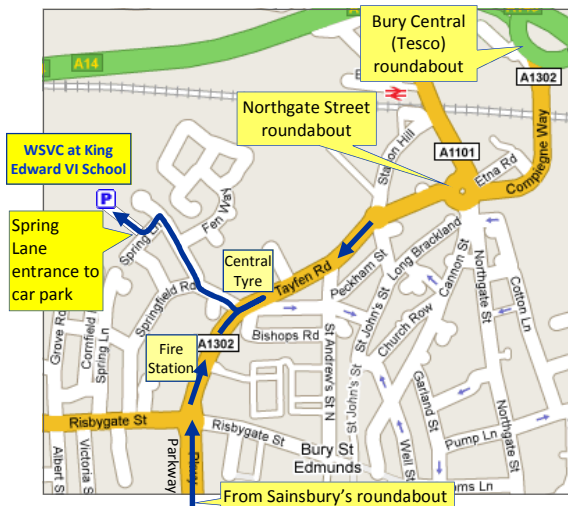 Bury Central
(Tesco)
roundabout
A14
A1302
Northgate Street
roundabout
WSVC at King
Edward VI School
P
Station Hill
A1101
Etna Rd
Compiegne Way
Spring
Lane
entrance to
car park
Spring Ln
Fen Way
Central
Tyre
Tayfen Rd
Peckham St
Long Brackland
Cannon St
Northgate St
Cotton Ln
Springfield Rd
Grove Rd
Cornfield
Spring Ln
Fire
Station
A1302
Bishops Rd
St Andrew's St N
St John's St
St John's St
Church Row
Garland St
Northgate St
Risbygate St
Risbygate St
Well St
Pump Ln
Albert S
Victoria S
Parkway
Pkwy
Bury St
Edmunds
oms Ln
From Sainsbury's roundabout